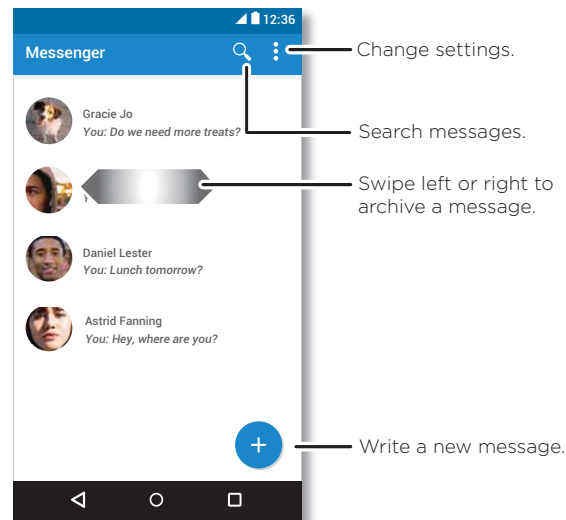 12:36
Messenger
Change settings.
Gracie Jo
You: Do we need more treats?
Search messages.
Swipe left or right to
archive a message.
Daniel Lester
You: Lunch tomorrow?
Astrid Fanning
You: Hey, where are you?
Write a new message.